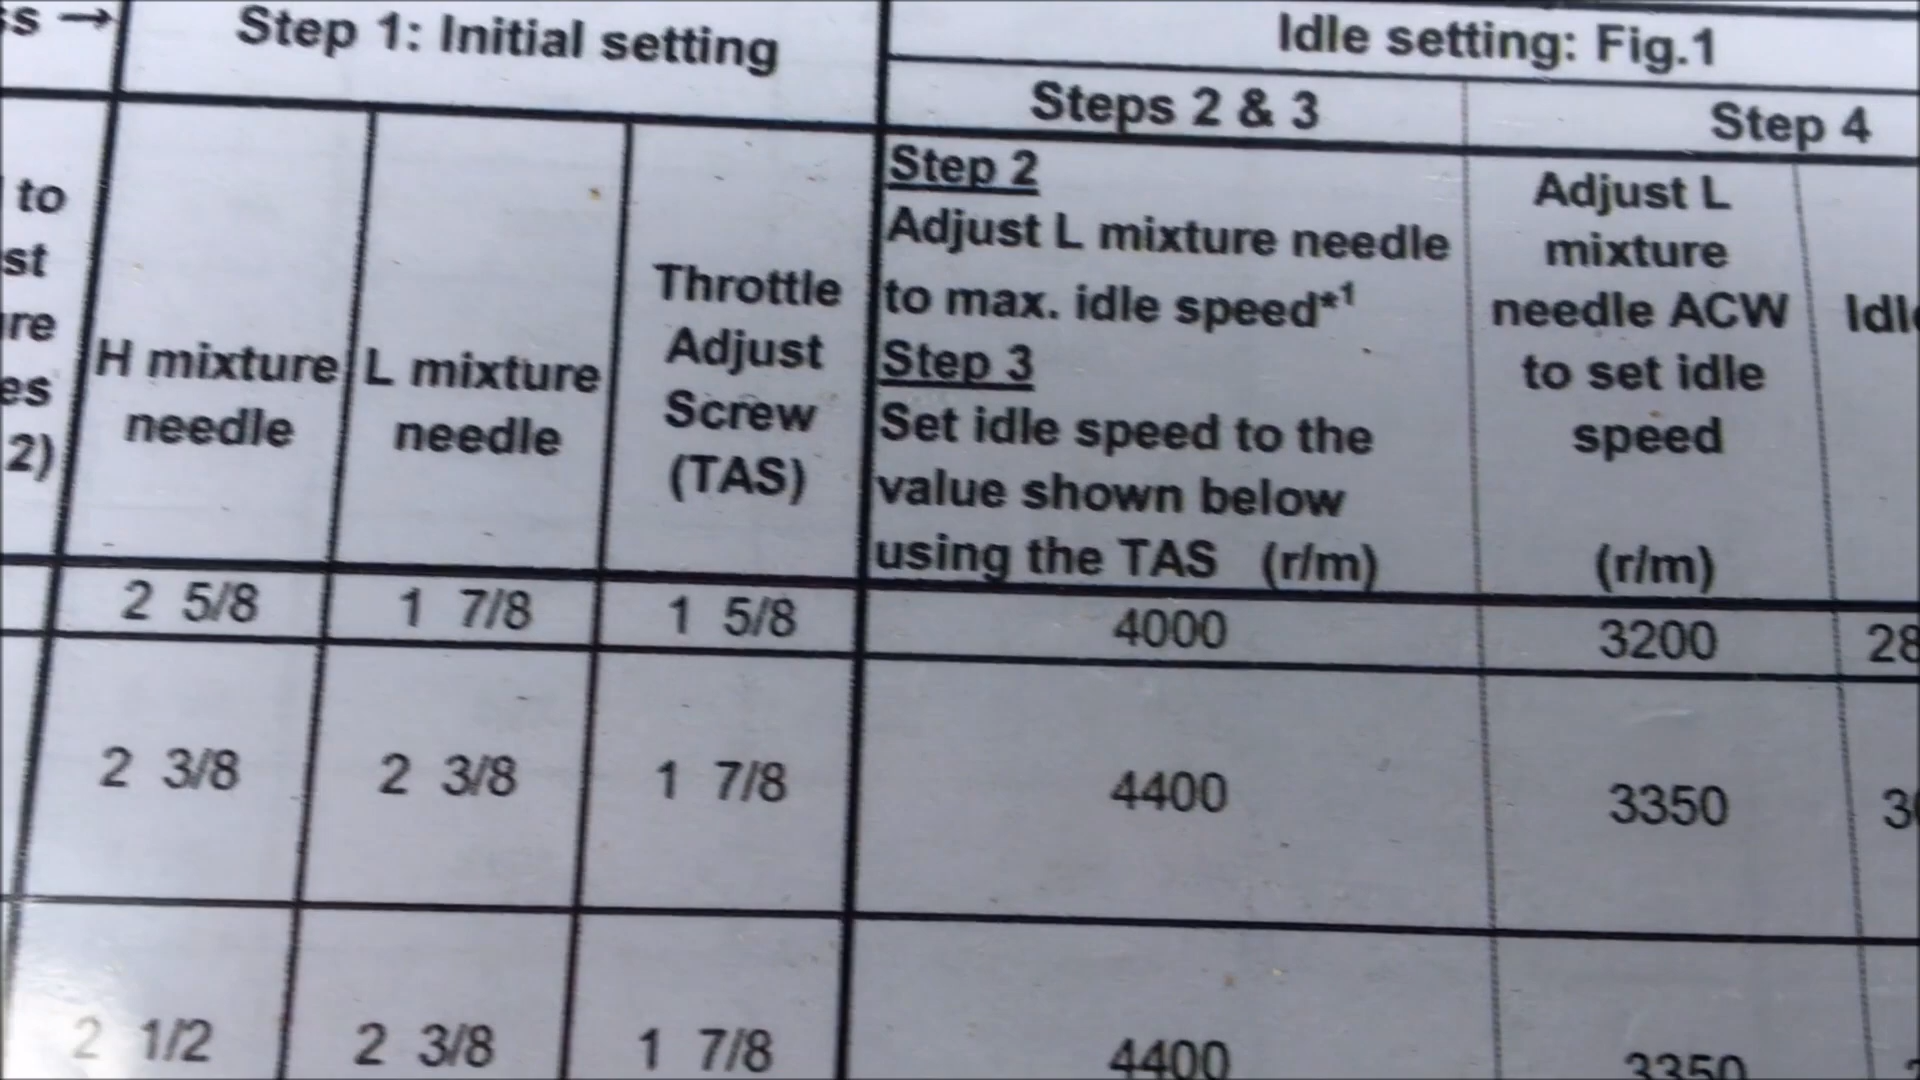 Step 1: Initial setting
Idle setting: Fig.1
Steps 2 & 3
Step 4
to
H mixture
needle
L mixture
needle
Throttle
Adjust
Screw
(TAS)
Step 2
Adjust L mixture needle
to max. idle speed*1
Step 3
Set idle speed to the
value shown below
using the TAS (r/m)
Adjust L
mixture
needle ACW
to set idle
speed
(r/m)
2 5/8 1 7/8 1 5/8 4000 3200
2 3/8 2 3/8 1 7/8 4400 3350
2 1/2 2 3/8 1 7/8 4400 3350